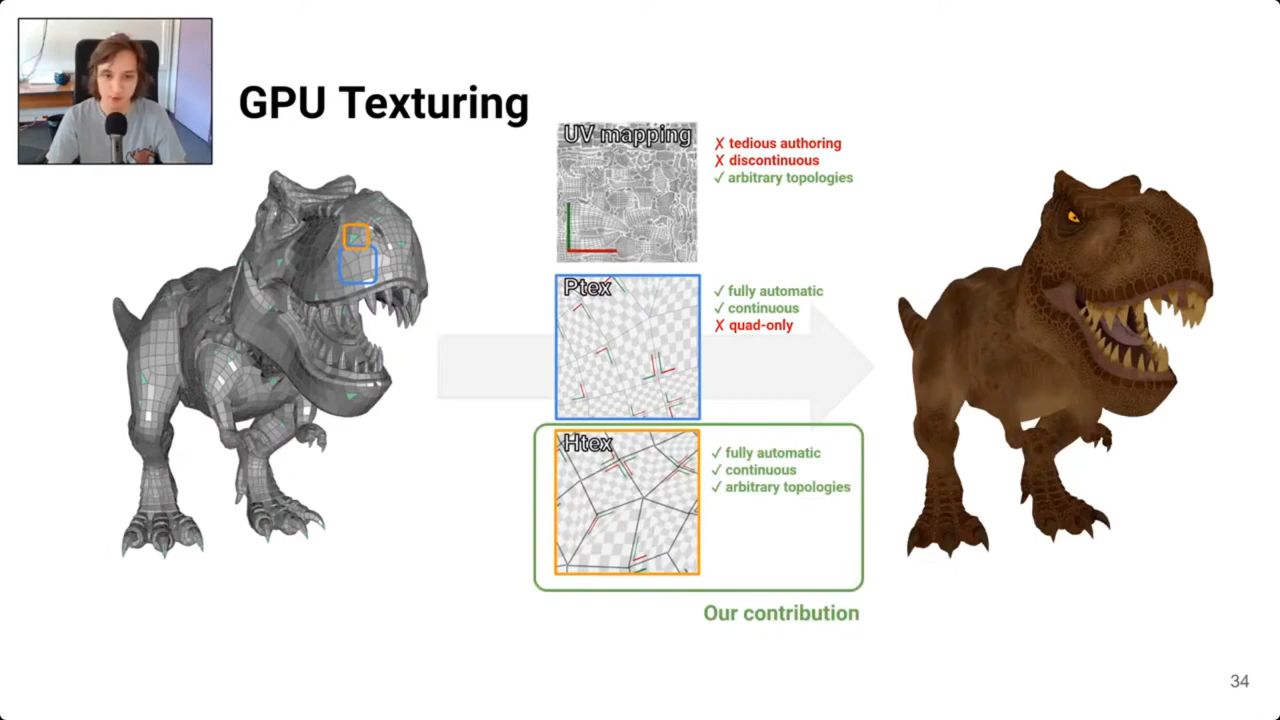 GPU Texturing
UV mapping
✗ tedious authoring
✗ discontinuous
✓ arbitrary topologies
Ptex
✓ fully automatic
✓ continuous
✗ quad-only
Htex
✓ fully automatic
✓ continuous
✓ arbitrary topologies
Our contribution
34